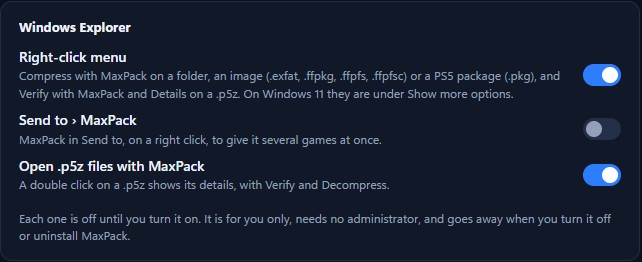 Windows Explorer
Right-click menu
Compress with MaxPack on a folder, an image (.exfat, .ffpkg, .ffpfs, .ffpfsc) or a PS5 package (.pkg), and
Verify with MaxPack and Details on a .p5z. On Windows 11 they are under Show more options.
Send to › MaxPack
MaxPack in Send to, on a right click, to give it several games at once.
Open .p5z files with MaxPack
A double click on a .p5z shows its details, with Verify and Decompress.
Each one is off until you turn it on. It is for you only, needs no administrator, and goes away when you turn it off
or uninstall MaxPack.